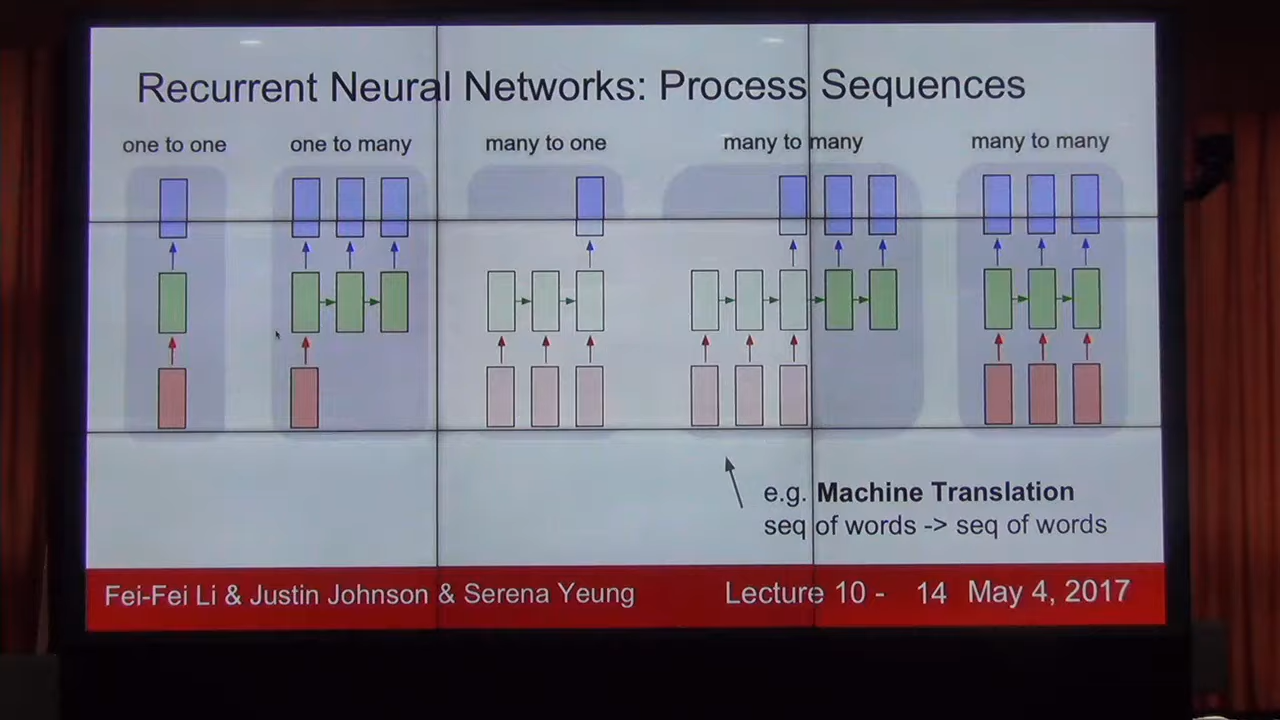 Recurrent Neural Networks: Process Sequences
one to one
one to many
many to one
many to many
many to many
e.g. Machine Translation
seq of words -> seq of words
Fei-Fei Li & Justin Johnson & Serena Yeung
Lecture 10 - 14 May 4, 2017